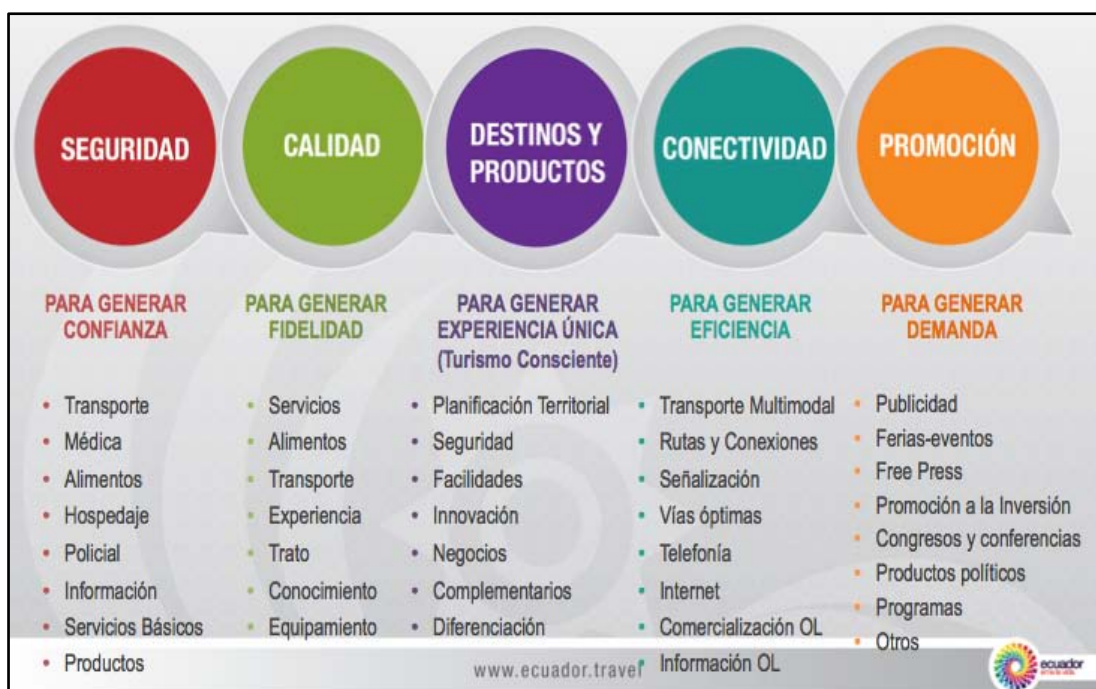 SEGURIDAD
CALIDAD
DESTINOS Y
PRODUCTOS
CONECTIVIDAD
PROMOCIÓN
PARA GENERAR
CONFIANZA
• Transporte
• Médica
• Alimentos
• Hospedaje
• Policial
• Información
• Servicios Básicos
• Productos
PARA GENERAR
FIDELIDAD
• Servicios
• Alimentos
• Transporte
• Experiencia
• Trato
• Conocimiento
• Equipamiento
PARA GENERAR
EXPERIENCIA ÚNICA
(Turismo Consciente)
• Planificación Territorial
• Seguridad
• Facilidades
• Innovación
• Negocios
• Complementarios
• Diferenciación
PARA GENERAR
EFICIENCIA
• Transporte Multimodal
• Rutas y Conexiones
• Señalización
• Vías óptimas
• Telefonía
• Internet
• Comercialización OL
• Información OL
PARA GENERAR
DEMANDA
• Publicidad
• Ferias-eventos
• Free Press
• Promoción a la Inversión
• Congresos y conferencias
• Productos políticos
• Programas
• Otros
www.ecuador.travel
ecuador